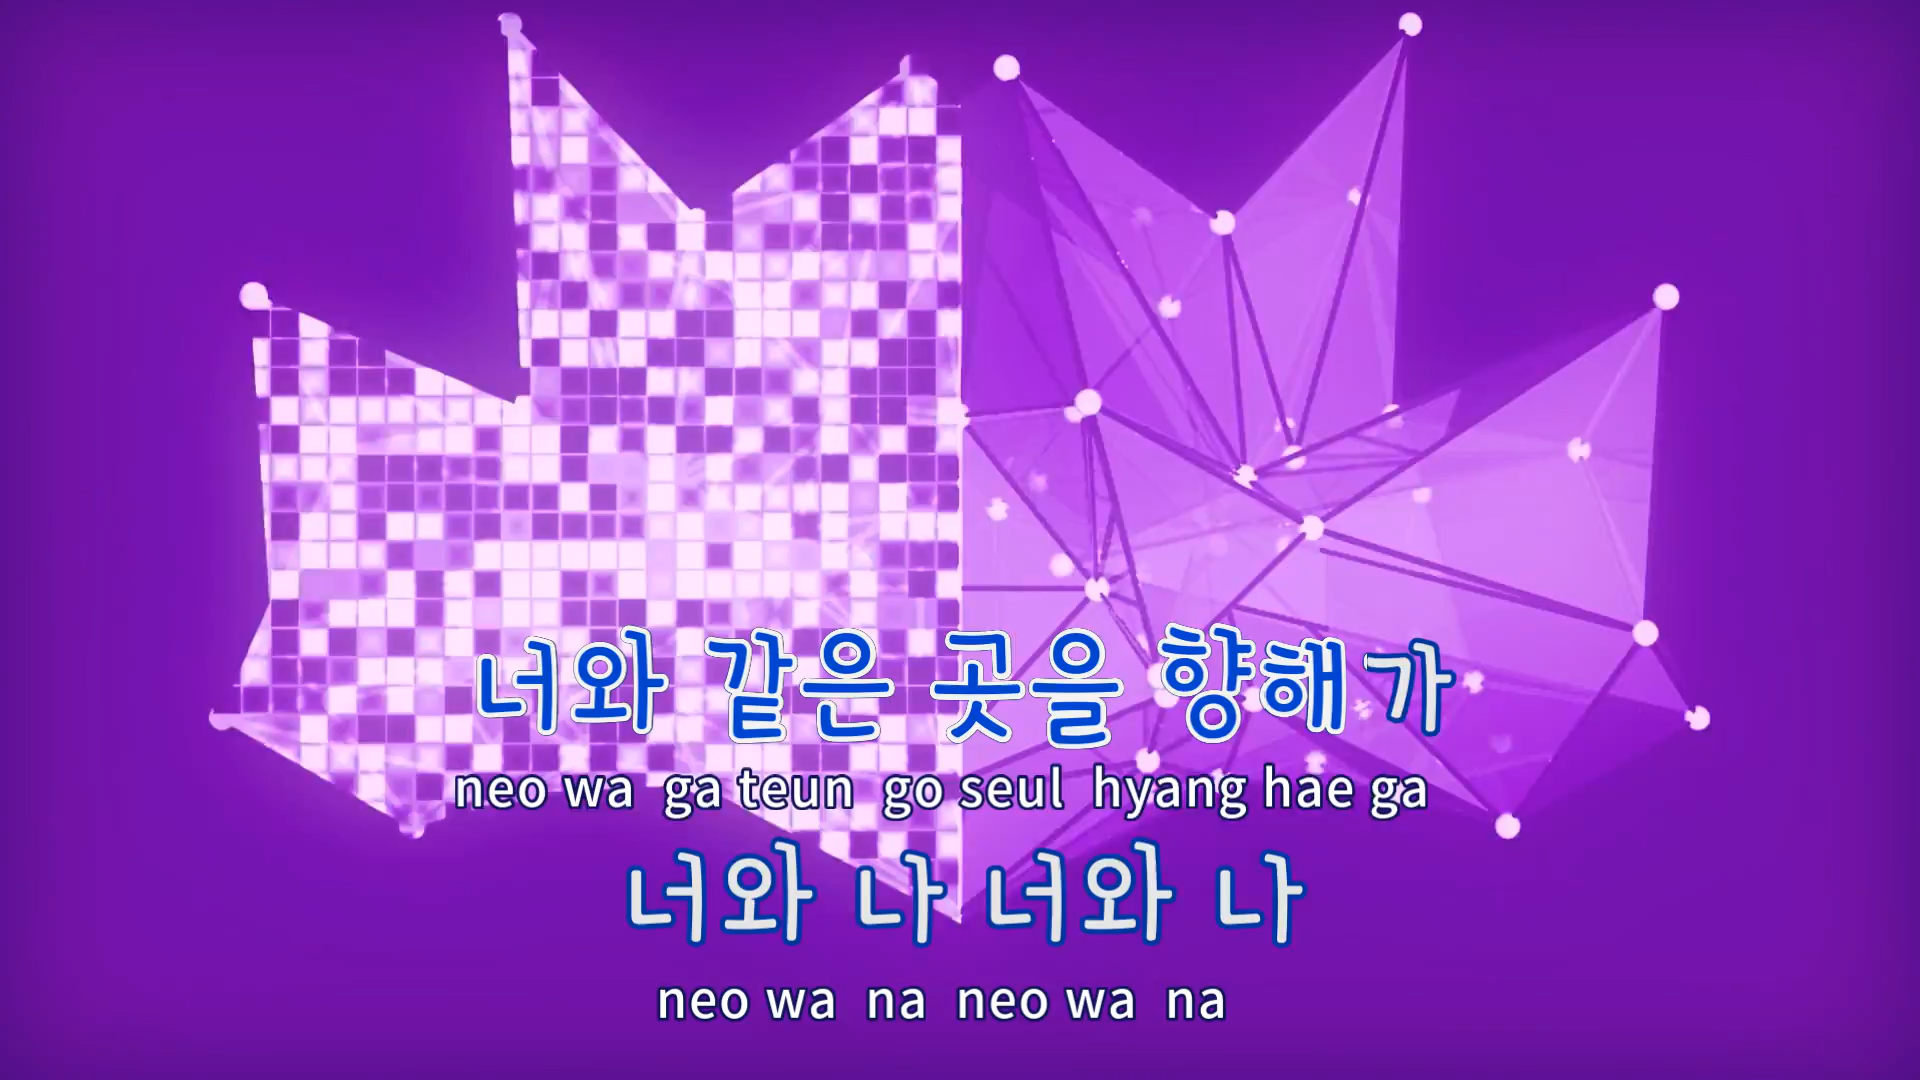 너와 같은 곳을 향해가
neo wa ga teun go seul hyang hae ga
너와 나 너와 나
neo wa na neo wa na